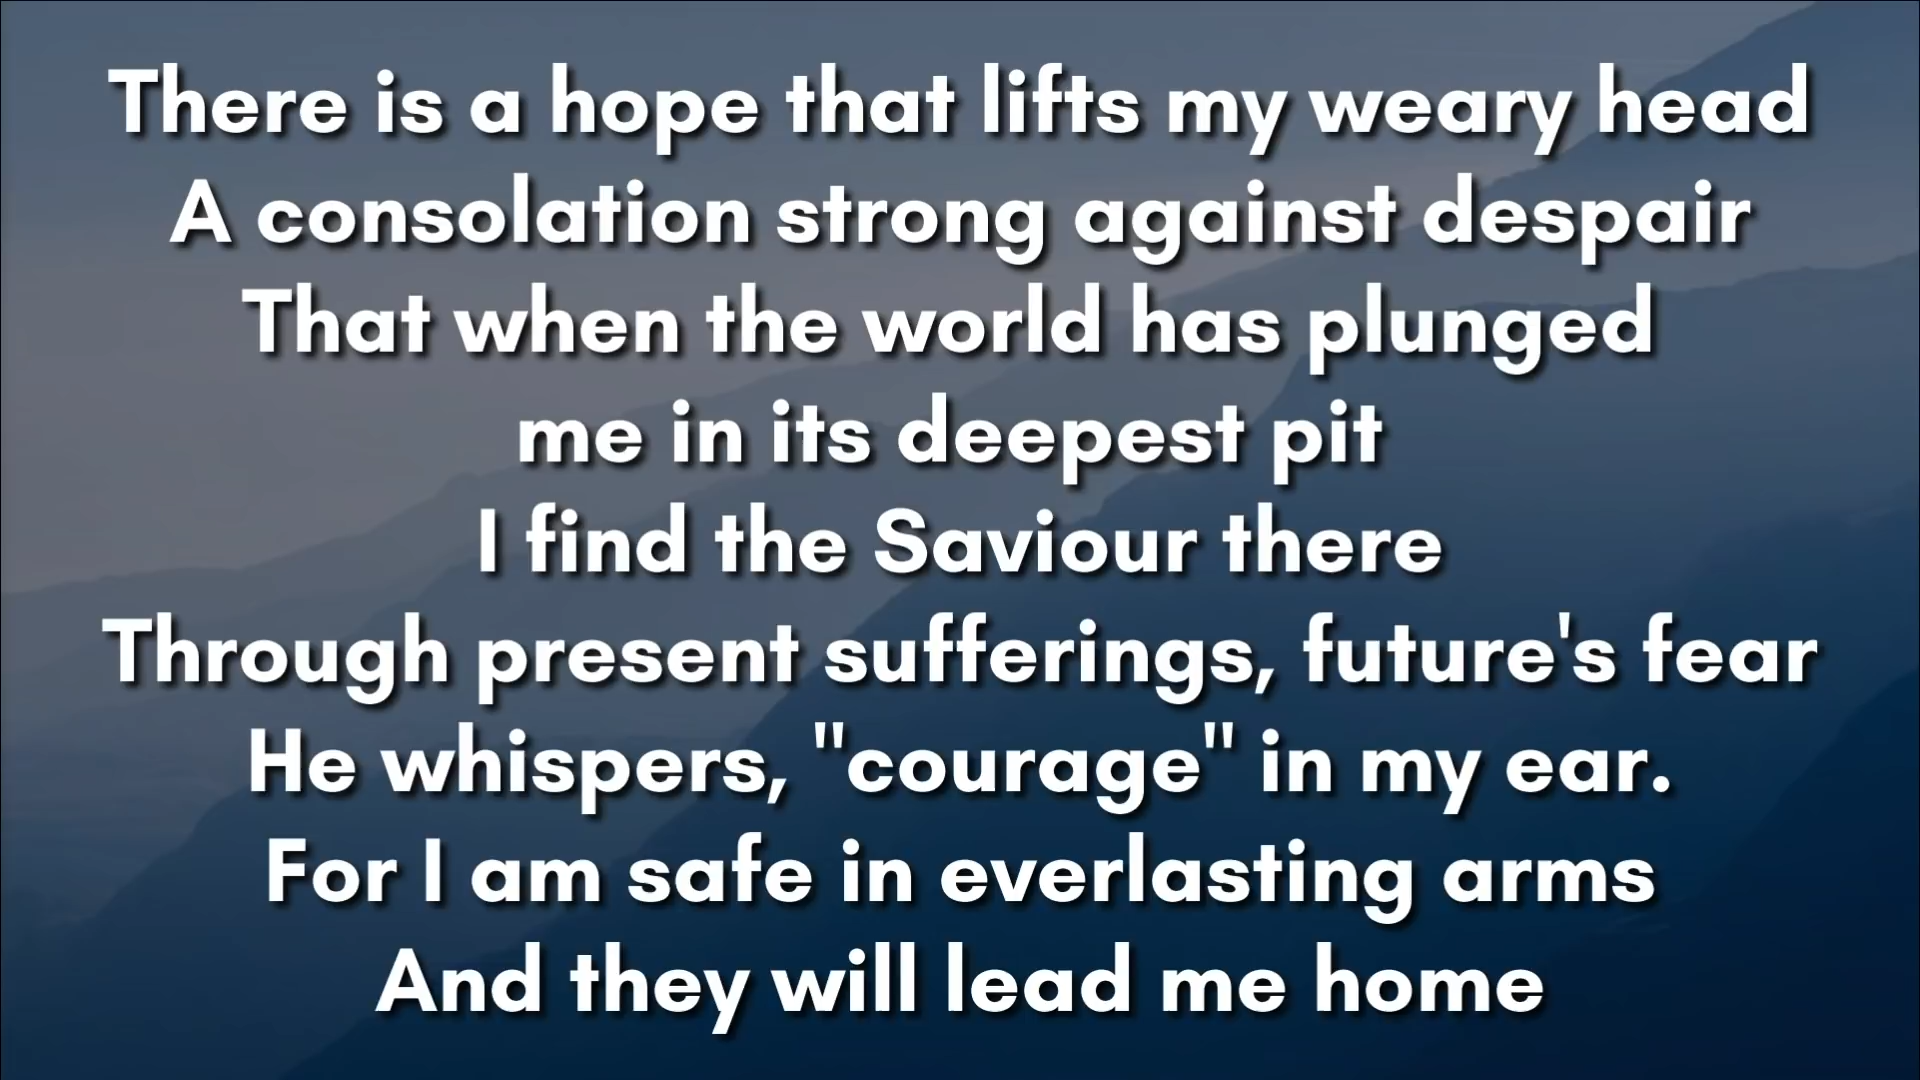 There is a hope that lifts my weary head
A consolation strong against despair
That when the world has plunged
me in its deepest pit
I find the Saviour there
Through present sufferings, future's fear
He whispers, "courage" in my ear.
For I am safe in everlasting arms
And they will lead me home